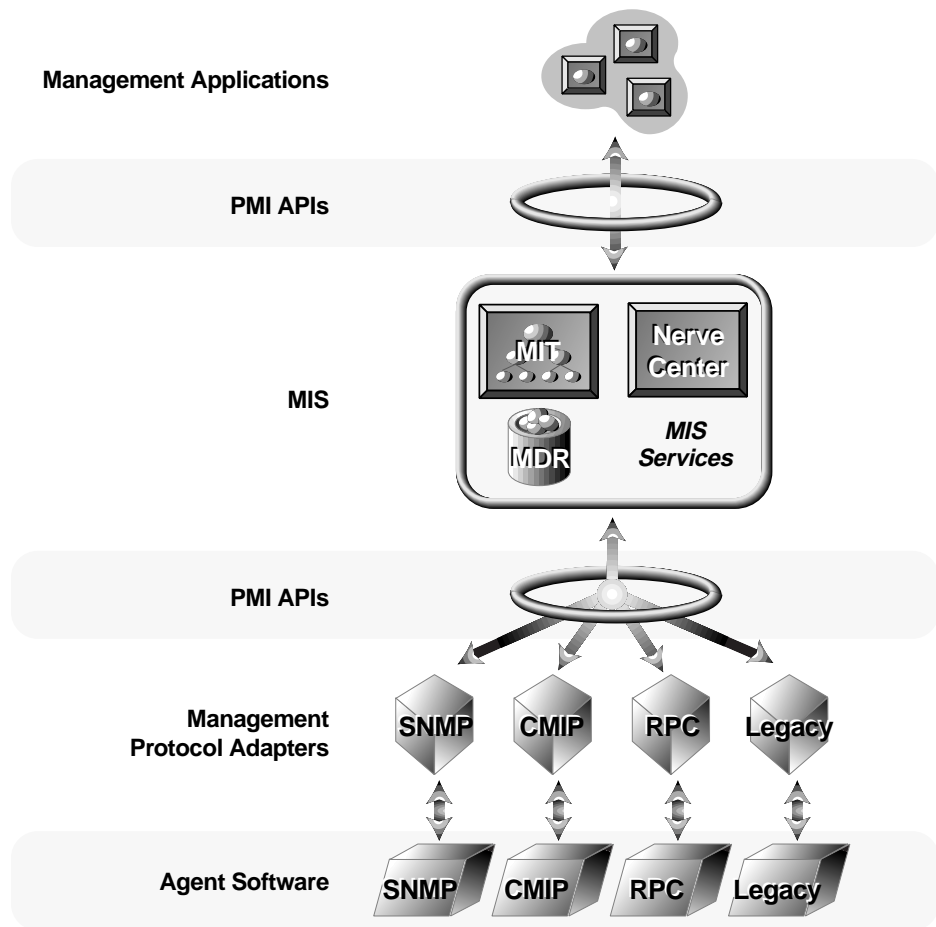 Management Applications
PMI APIs
MIS
MIT
Nerve
Center
MDR
MIS
Services
PMI APIs
Management
Protocol Adapters
SNMP
CMIP
RPC
Legacy
Agent Software
SNMP
CMIP
RPC
Legacy